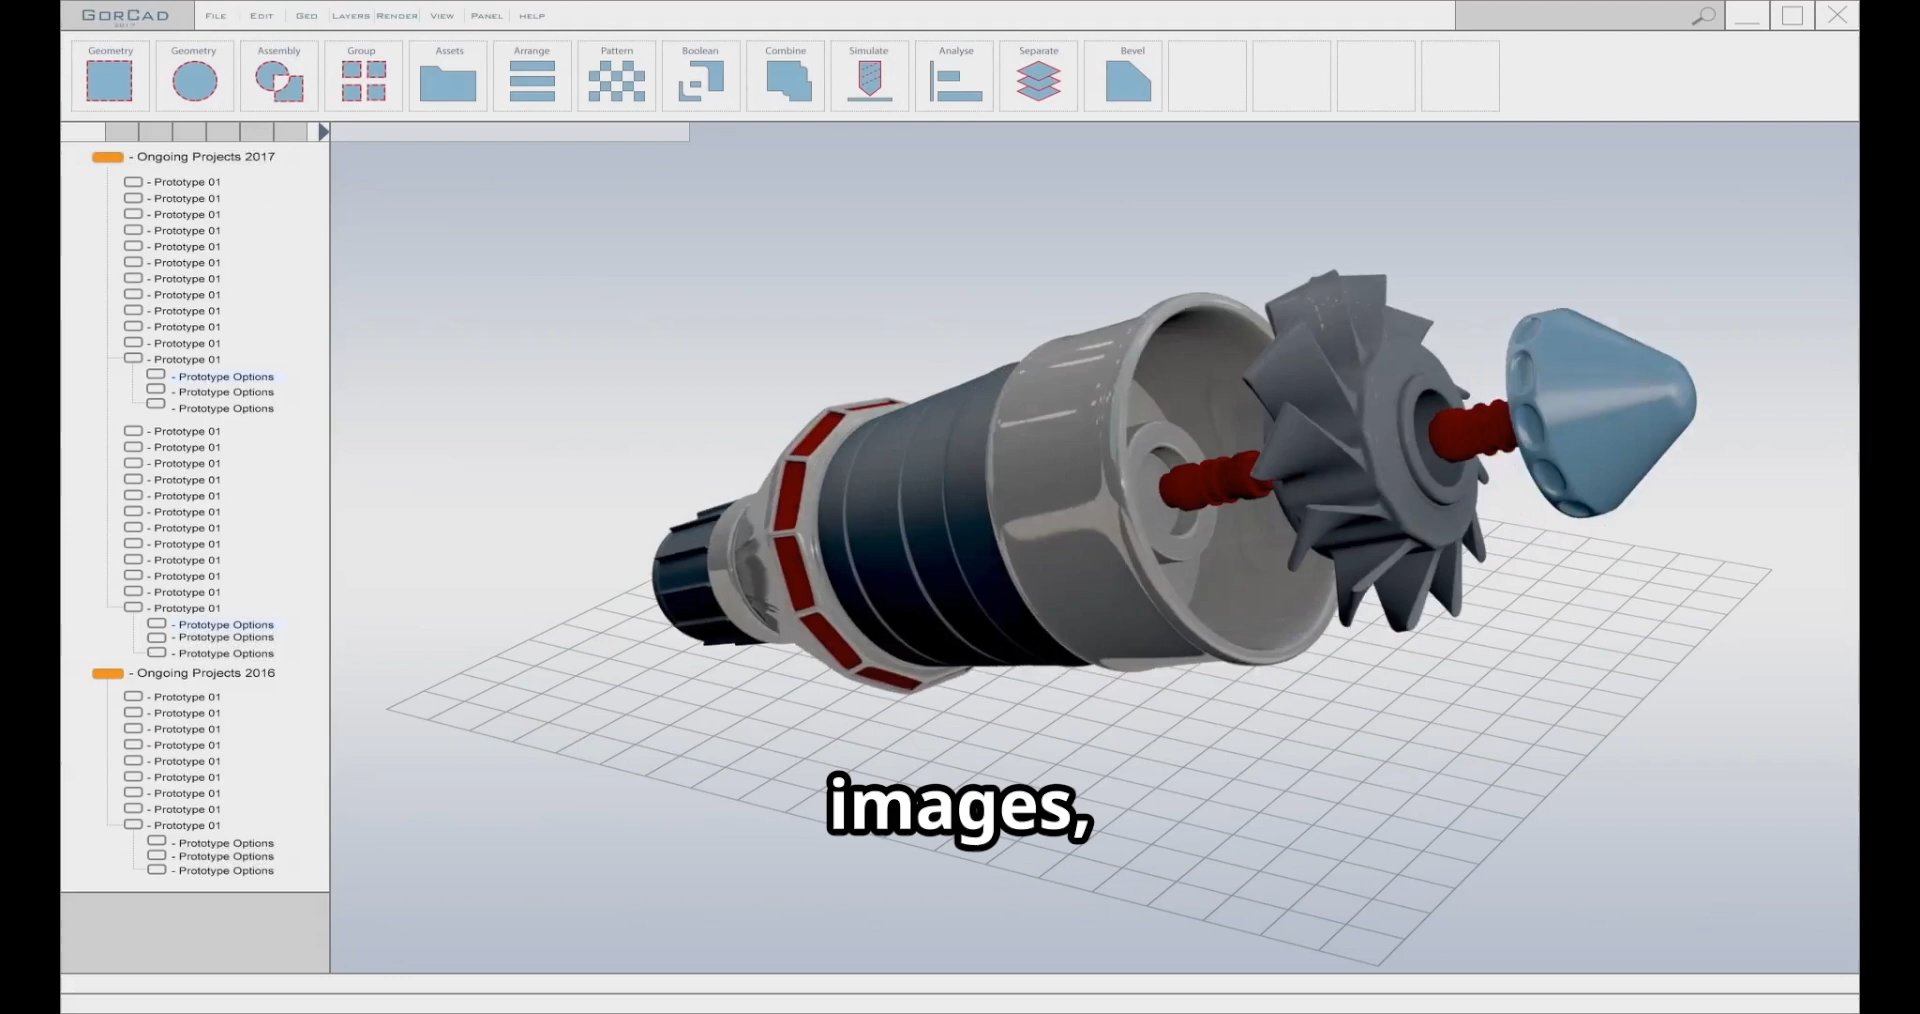 GORCAD
2017
FILE
EDIT
GEO
LAYERS
RENDER
VIEW
PANEL
HELP
Geometry
Geometry
Assembly
Group
Assets
Arrange
Pattern
Boolean
Combine
Simulate
Analyse
Separate
Bevel
- Ongoing Projects 2017
- Prototype 01
- Prototype 01
- Prototype 01
- Prototype 01
- Prototype 01
- Prototype 01
- Prototype 01
- Prototype 01
- Prototype 01
- Prototype 01
- Prototype 01
- Prototype 01
- Prototype Options
- Prototype Options
- Prototype Options
- Prototype 01
- Prototype 01
- Prototype 01
- Prototype 01
- Prototype 01
- Prototype 01
- Prototype 01
- Prototype 01
- Prototype 01
- Prototype 01
- Prototype 01
- Prototype 01
- Prototype Options
- Prototype Options
- Prototype Options
- Ongoing Projects 2016
- Prototype 01
- Prototype 01
- Prototype 01
- Prototype 01
- Prototype 01
- Prototype 01
- Prototype 01
- Prototype 01
- Prototype 01
- Prototype Options
- Prototype Options
- Prototype Options
images,